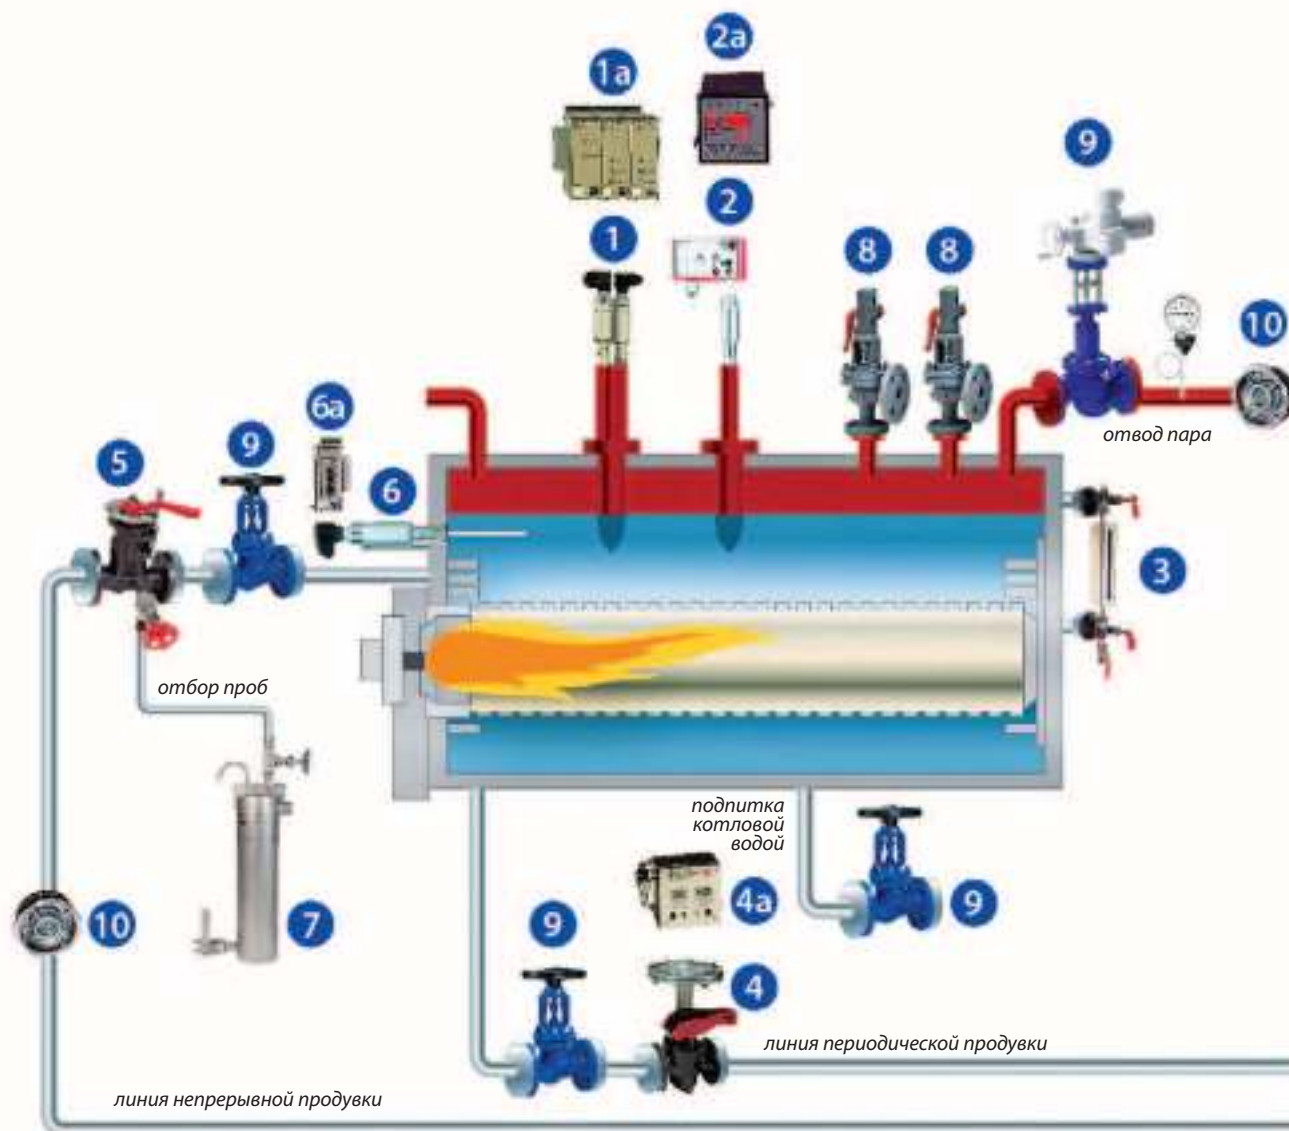 2a
1a
9
2
1
8
8
10
6a
отвод пара
9
5
6
3
отбор проб
подпитка
котловой
водой
4a
10
7
9
9
4
линия периодической продувки
линия непрерывной продувки